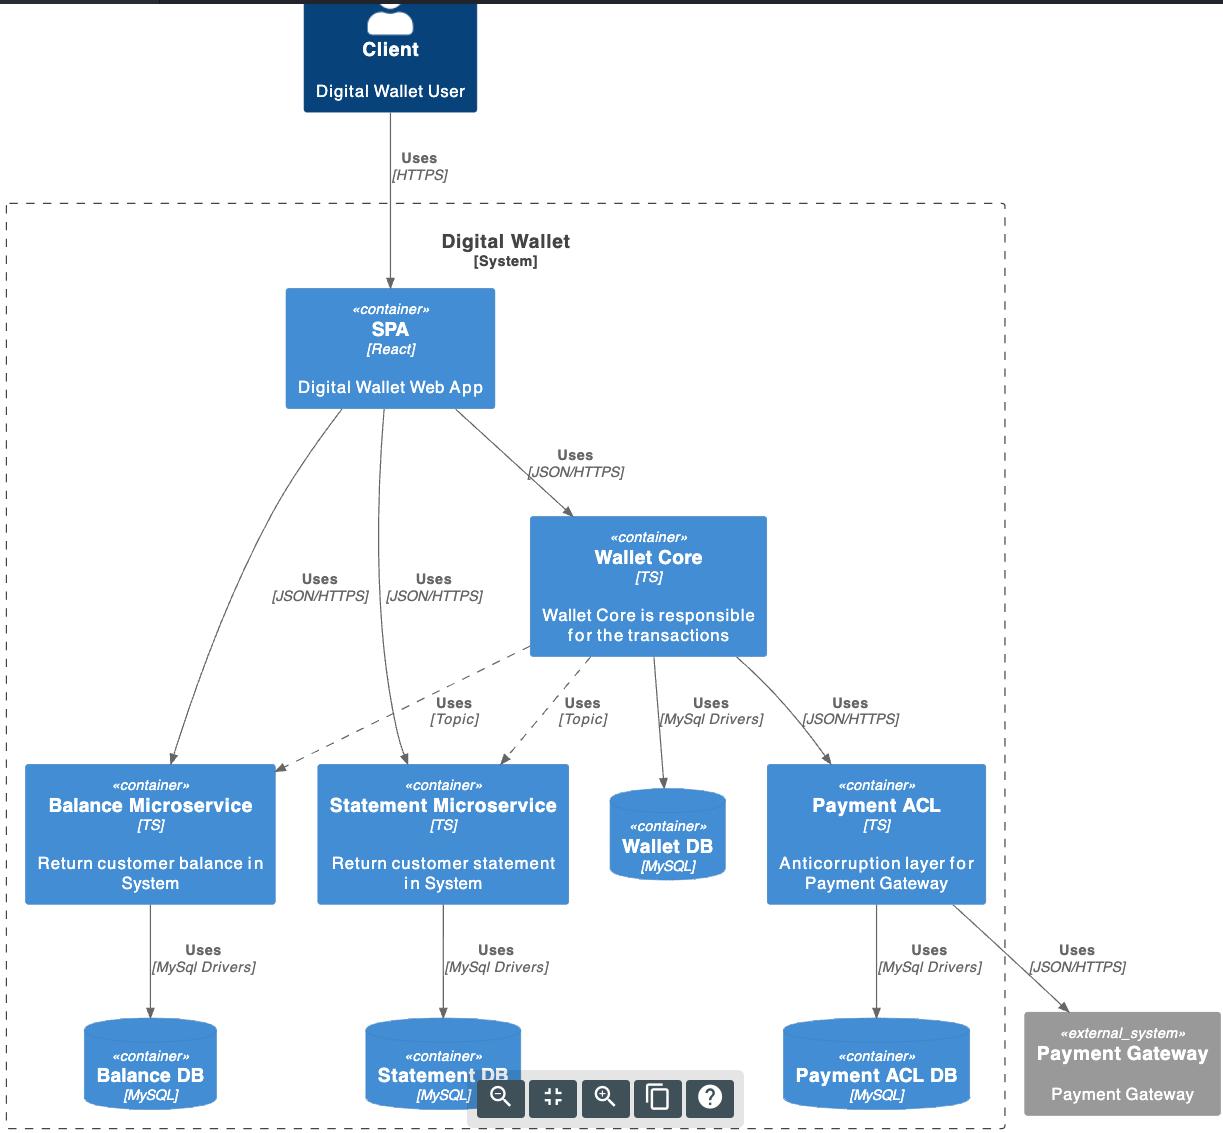 Client
Digital Wallet User
Uses
[HTTPS]
Digital Wallet
[System]
«container»
SPA
[React]
Digital Wallet Web App
Uses
[JSON/HTTPS]
«container»
Wallet Core
[TS]
Wallet Core is responsible
for the transactions
Uses
[JSON/HTTPS]
Uses
[JSON/HTTPS]
Uses
[Topic]
Uses
[Topic]
Uses
[MySql Drivers]
Uses
[JSON/HTTPS]
«container»
Balance Microservice
[TS]
Return customer balance in
System
«container»
Statement Microservice
[TS]
Return customer statement
in System
«container»
Wallet DB
[MySQL]
«container»
Payment ACL
[TS]
Anticorruption layer for
Payment Gateway
Uses
[MySql Drivers]
Uses
[MySql Drivers]
Uses
[MySql Drivers]
Uses
[JSON/HTTPS]
«container»
Balance DB
[MySQL]
«container»
Statement DB
[MySQL]
«container»
Payment ACL DB
[MySQL]
«external_system»
Payment Gateway
Payment Gateway